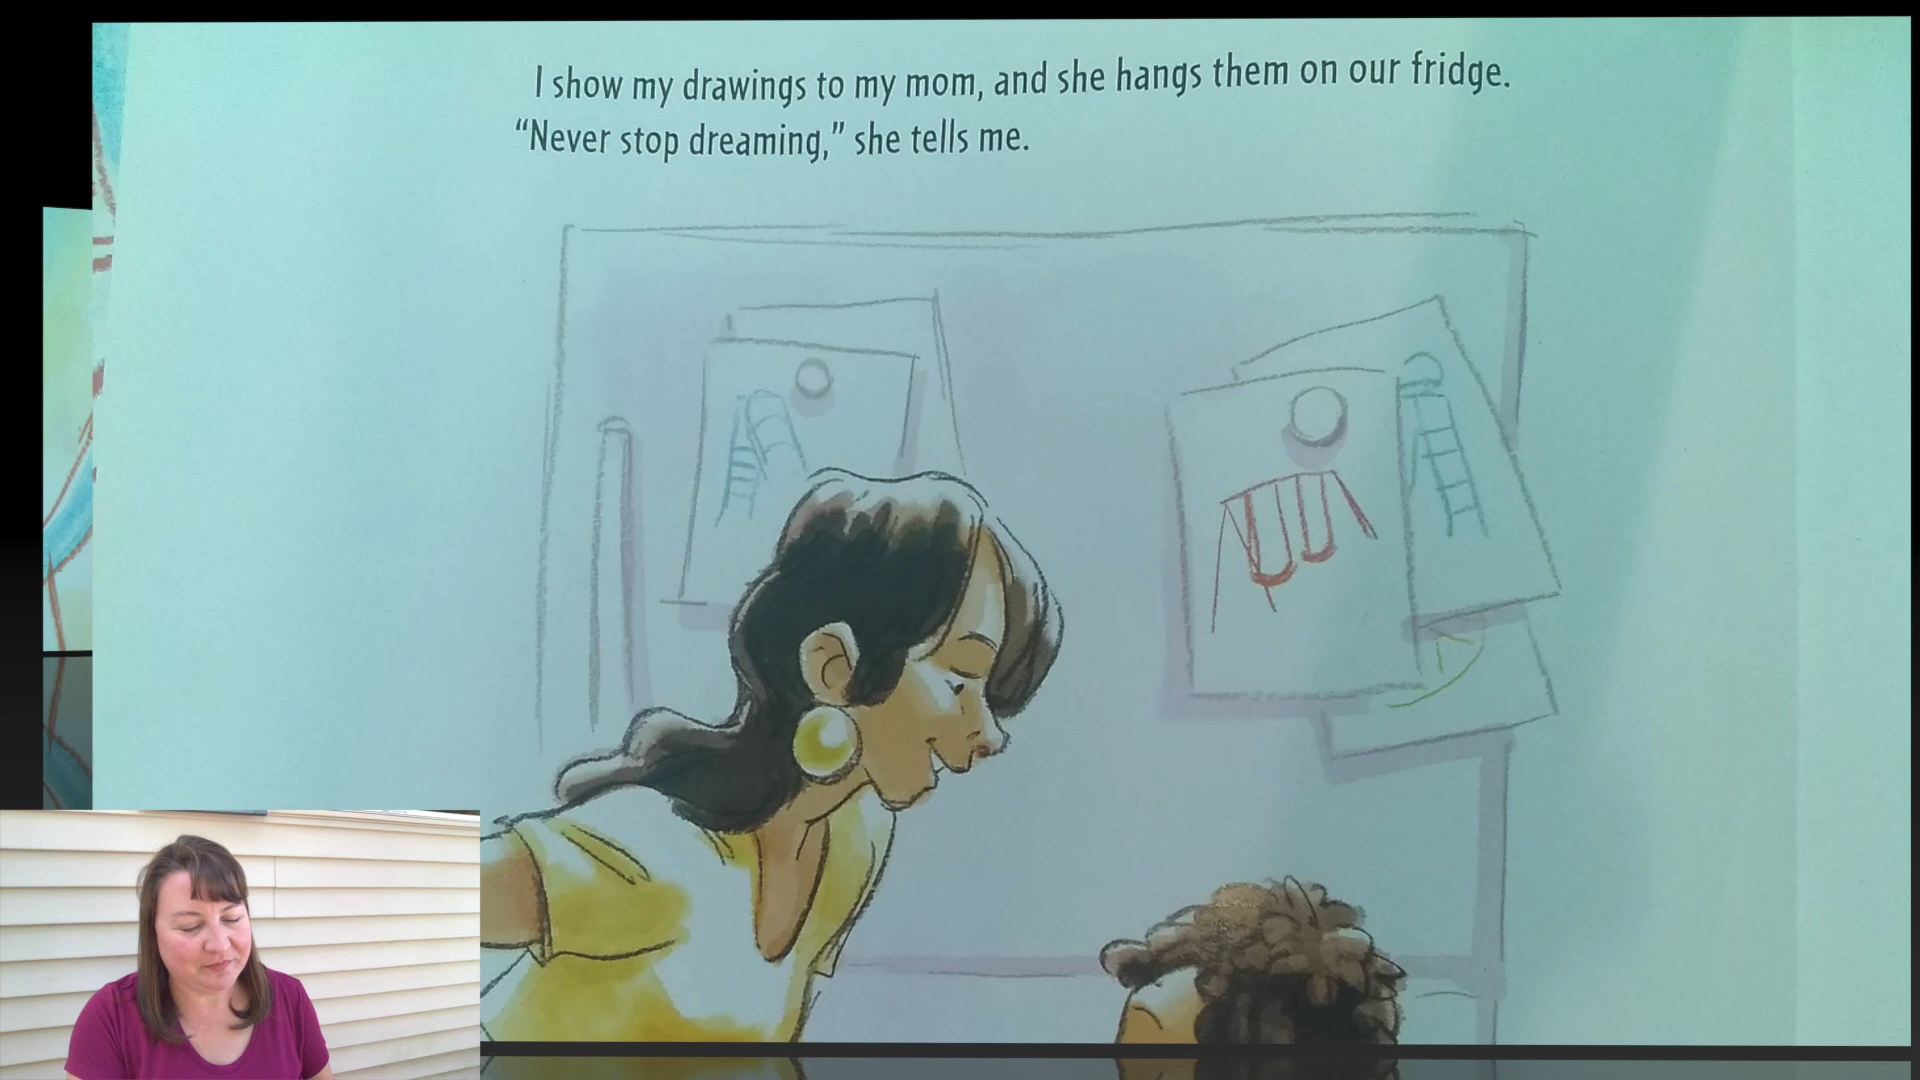 I show my drawings to my mom, and she hangs them on our fridge.
“Never stop dreaming,” she tells me.